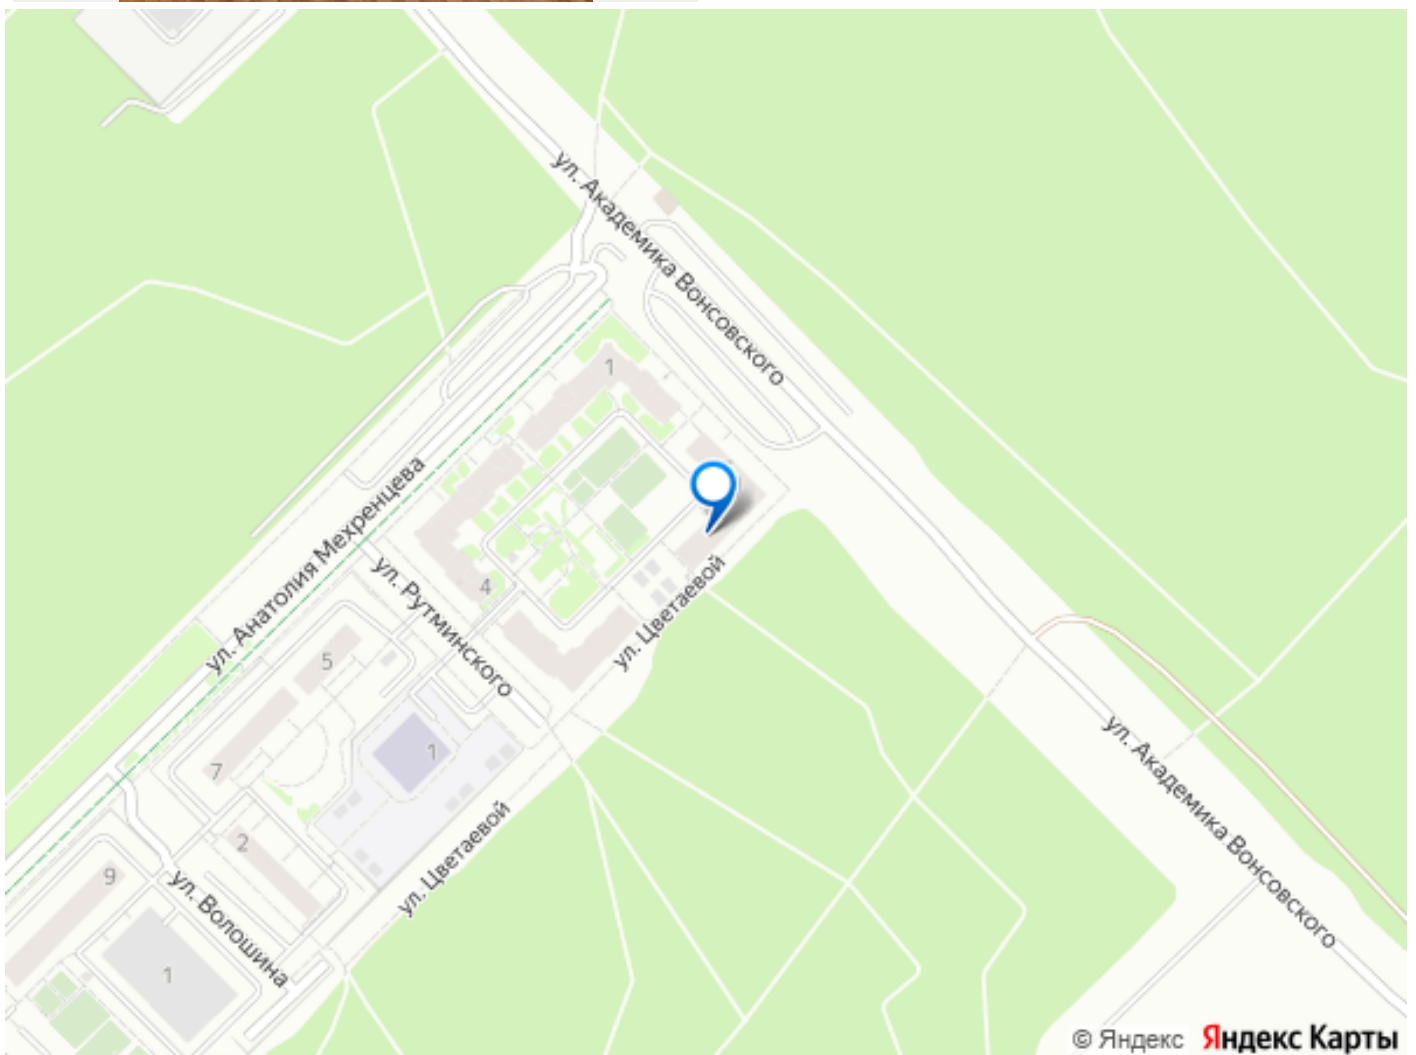 ул. Академика Вонсовского
1
ул. Анатолия Мехренцева
ул. Рутминского
4
ул. Цветаевой
5
7
1
2
ул. Цветаевой
9
ул. Волошина
1
ул. Академика Вонсовского
© Яндекс Яндекс Карты